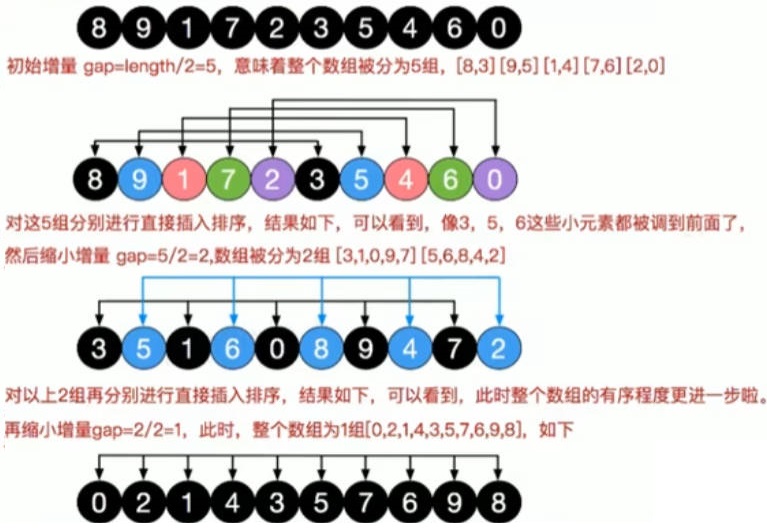 8 9 1 7 2 3 5 4 6 0
初始增量 gap=length/2=5，意味着整个数组被分为5组，[8,3] [9,5] [1,4] [7,6] [2,0]
8 9 1 7 2 3 5 4 6 0
对这5组分别进行直接插入排序，结果如下，可以看到，像3，5，6这些小元素都被调到前面了，
然后缩小增量 gap=5/2=2,数组被分为2组 [3,1,0,9,7] [5,6,8,4,2]
3 5 1 6 0 8 9 4 7 2
对以上2组再分别进行直接插入排序，结果如下，可以看到，此时整个数组的有序程度更进一步啦。
再缩小增量gap=2/2=1，此时，整个数组为1组[0,2,1,4,3,5,7,6,9,8]，如下
0 2 1 4 3 5 7 6 9 8